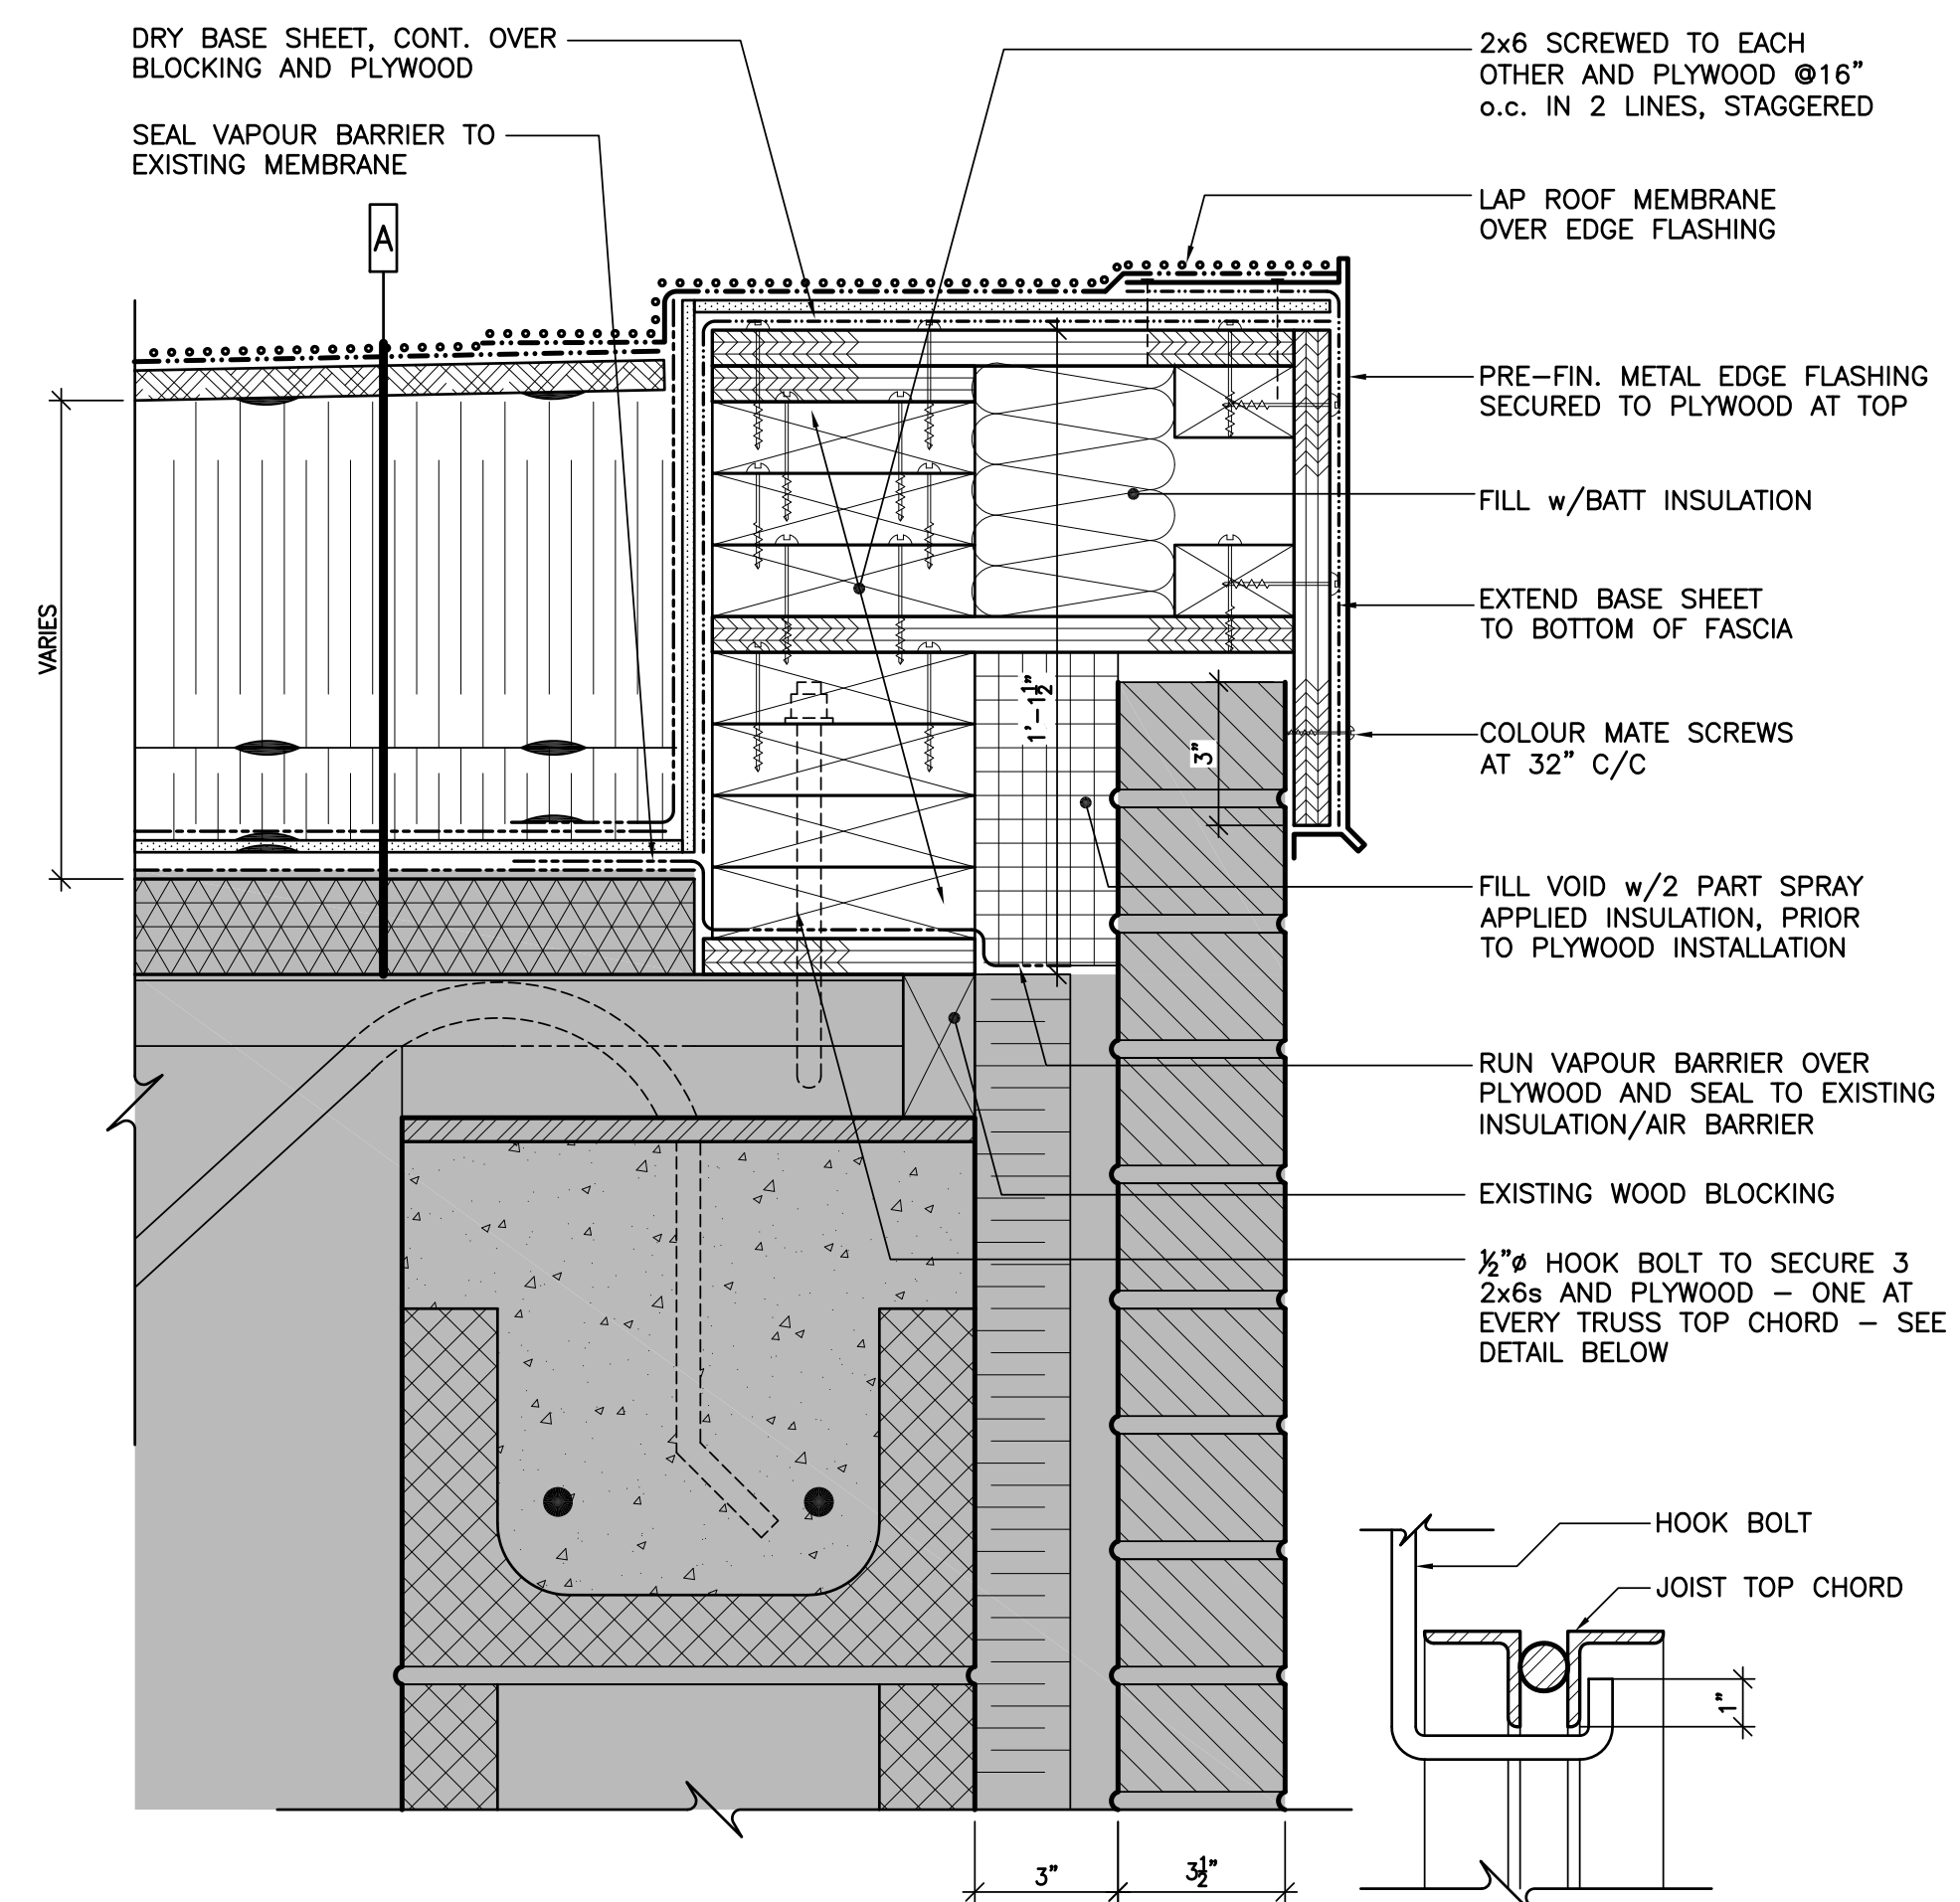 DRY BASE SHEET, CONT. OVER
BLOCKING AND PLYWOOD
SEAL VAPOUR BARRIER TO
EXISTING MEMBRANE
A
VARIES
2x6 SCREWED TO EACH
OTHER AND PLYWOOD @16"
o.c. IN 2 LINES, STAGGERED
LAP ROOF MEMBRANE
OVER EDGE FLASHING
PRE-FIN. METAL EDGE FLASHING
SECURED TO PLYWOOD AT TOP
FILL w/BATT INSULATION
EXTEND BASE SHEET
TO BOTTOM OF FASCIA
1'-1½"
3"
COLOUR MATE SCREWS
AT 32" C/C
FILL VOID w/2 PART SPRAY
APPLIED INSULATION, PRIOR
TO PLYWOOD INSTALLATION
RUN VAPOUR BARRIER OVER
PLYWOOD AND SEAL TO EXISTING
INSULATION/AIR BARRIER
EXISTING WOOD BLOCKING
½"ø HOOK BOLT TO SECURE 3
2x6s AND PLYWOOD – ONE AT
EVERY TRUSS TOP CHORD – SEE
DETAIL BELOW
HOOK BOLT
JOIST TOP CHORD
1"
3"
3½"